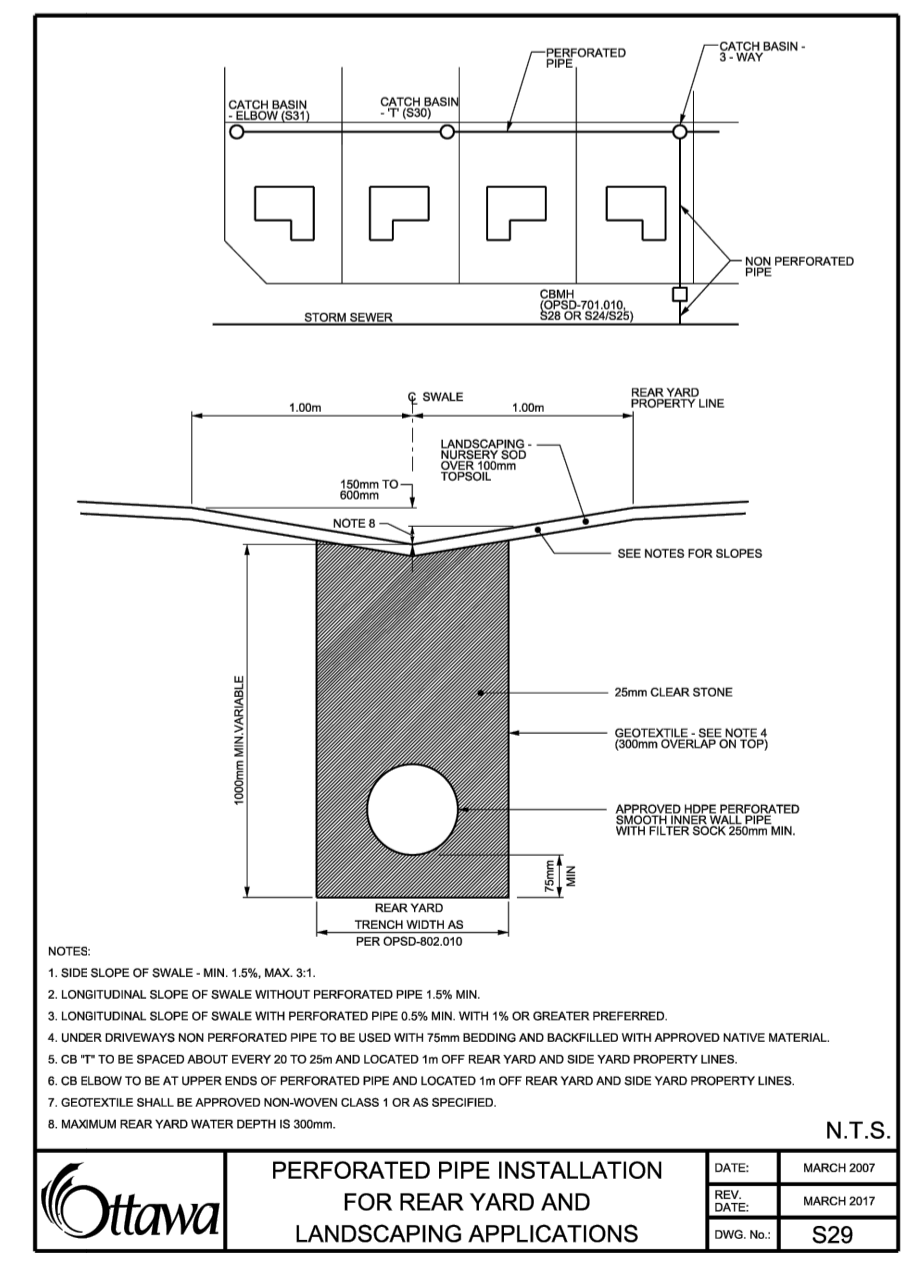 PERFORATED
PIPE
CATCH BASIN -
3 - WAY
CATCH BASIN
- ELBOW (S31)
CATCH BASIN
- 'T' (S30)
NON PERFORATED
PIPE
CBMH
(OPSD-701.010,
S28 OR S24/S25)
STORM SEWER
℄ SWALE
REAR YARD
PROPERTY LINE
1.00m
1.00m
LANDSCAPING -
NURSERY SOD
OVER 100mm
TOPSOIL
150mm TO
600mm
NOTE 8
SEE NOTES FOR SLOPES
1000mm MIN.VARIABLE
25mm CLEAR STONE
GEOTEXTILE - SEE NOTE 4
(300mm OVERLAP ON TOP)
APPROVED HDPE PERFORATED
SMOOTH INNER WALL PIPE
WITH FILTER SOCK 250mm MIN.
75mm
MIN
REAR YARD
TRENCH WIDTH AS
PER OPSD-802.010
NOTES:
1. SIDE SLOPE OF SWALE - MIN. 1.5%, MAX. 3:1.
2. LONGITUDINAL SLOPE OF SWALE WITHOUT PERFORATED PIPE 1.5% MIN.
3. LONGITUDINAL SLOPE OF SWALE WITH PERFORATED PIPE 0.5% MIN. WITH 1% OR GREATER PREFERRED.
4. UNDER DRIVEWAYS NON PERFORATED PIPE TO BE USED WITH 75mm BEDDING AND BACKFILLED WITH APPROVED NATIVE MATERIAL.
5. CB "T" TO BE SPACED ABOUT EVERY 20 TO 25m AND LOCATED 1m OFF REAR YARD AND SIDE YARD PROPERTY LINES.
6. CB ELBOW TO BE AT UPPER ENDS OF PERFORATED PIPE AND LOCATED 1m OFF REAR YARD AND SIDE YARD PROPERTY LINES.
7. GEOTEXTILE SHALL BE APPROVED NON-WOVEN CLASS 1 OR AS SPECIFIED.
8. MAXIMUM REAR YARD WATER DEPTH IS 300mm.
N.T.S.
Ottawa
PERFORATED PIPE INSTALLATION
FOR REAR YARD AND
LANDSCAPING APPLICATIONS
DATE: MARCH 2007
REV.
DATE: MARCH 2017
DWG. No.: S29